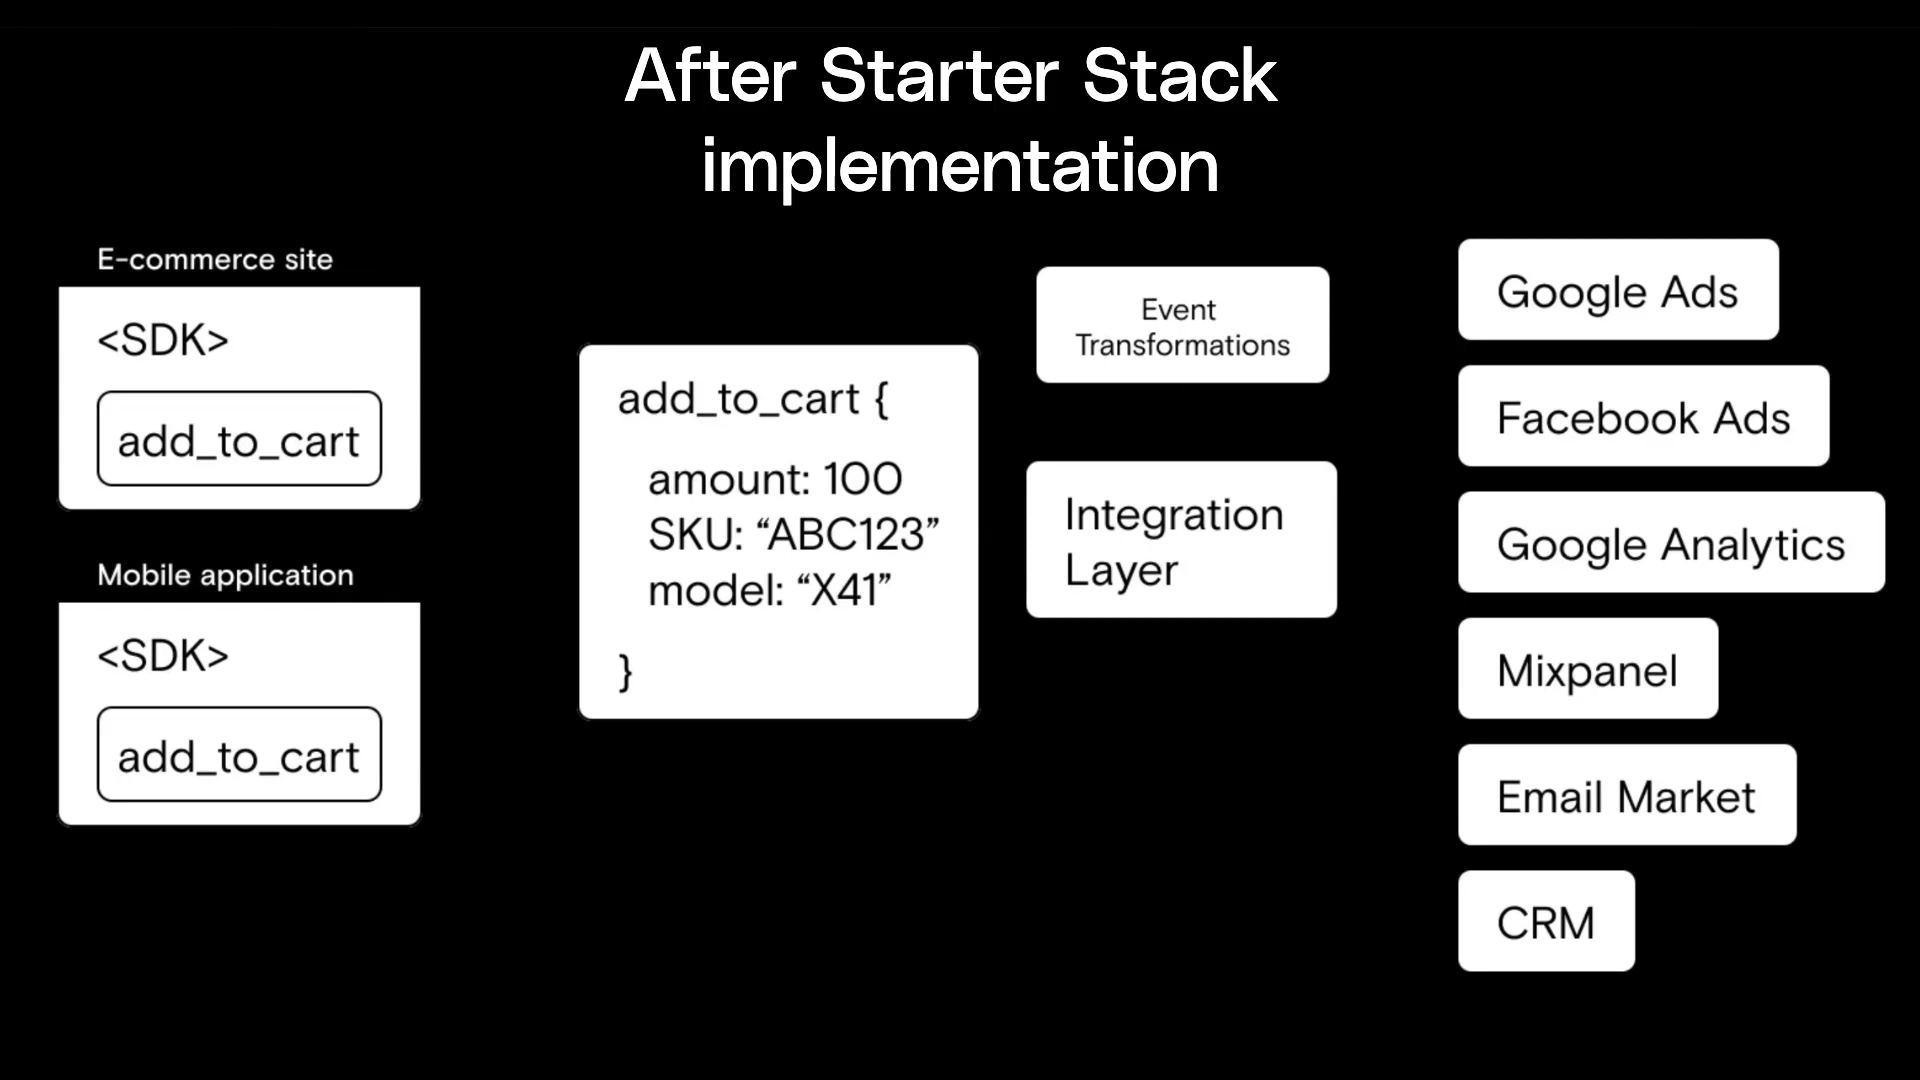 After Starter Stack
implementation
E-commerce site
<SDK>
add_to_cart
Mobile application
<SDK>
add_to_cart
add_to_cart {
amount: 100
SKU: “ABC123”
model: “X41”
}
Event
Transformations
Integration
Layer
Google Ads
Facebook Ads
Google Analytics
Mixpanel
Email Market
CRM